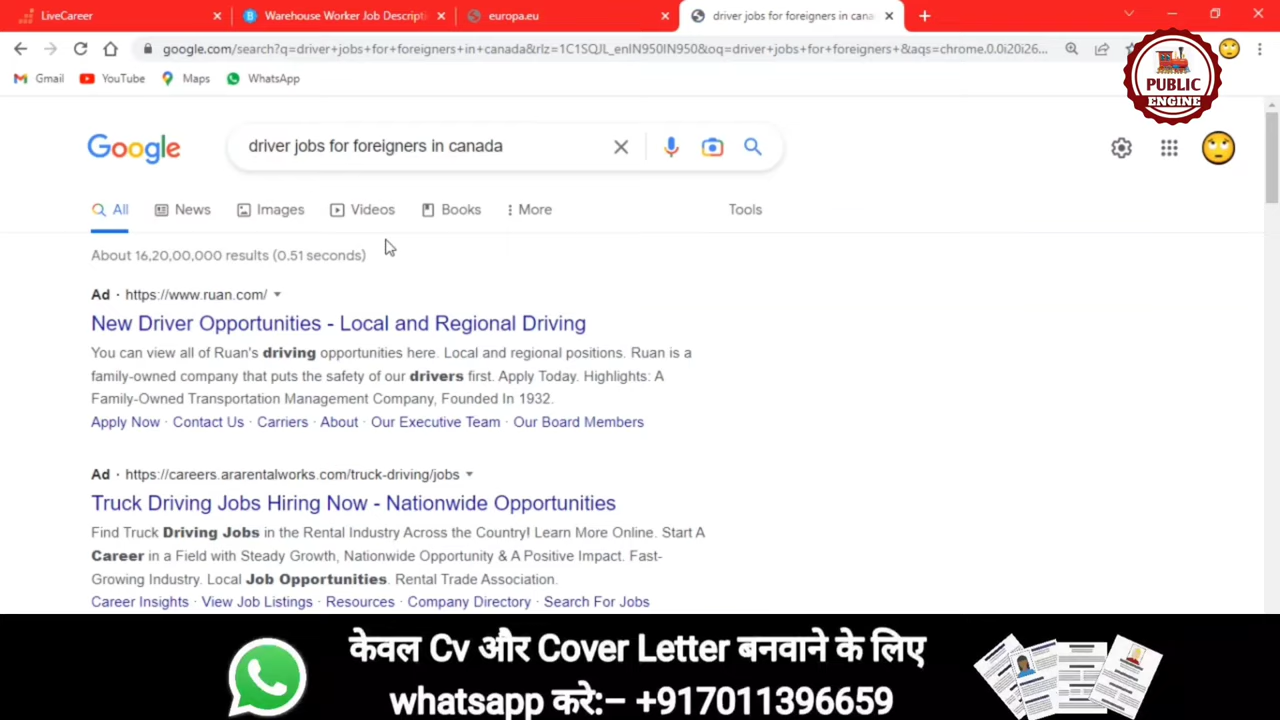 LiveCareer
Warehouse Worker Job Descripti
europa.eu
driver jobs for foreigners in cana
google.com/search?q=driver+jobs+for+foreigners+in+canada&rlz=1C1SQJL_enIN950IN950&oq=driver+jobs+for+foreigners+&aqs=chrome.0.0i20i26...
Gmail
YouTube
Maps
WhatsApp
PUBLIC
ENGINE
Google
driver jobs for foreigners in canada
All
News
Images
Videos
Books
More
Tools
About 16,20,00,000 results (0.51 seconds)
Ad · https://www.ruan.com/
New Driver Opportunities - Local and Regional Driving
You can view all of Ruan's driving opportunities here. Local and regional positions. Ruan is a
family-owned company that puts the safety of our drivers first. Apply Today. Highlights: A
Family-Owned Transportation Management Company, Founded In 1932.
Apply Now · Contact Us · Carriers · About · Our Executive Team · Our Board Members
Ad · https://careers.ararentalworks.com/truck-driving/jobs
Truck Driving Jobs Hiring Now - Nationwide Opportunities
Find Truck Driving Jobs in the Rental Industry Across the Country! Learn More Online. Start A
Career in a Field with Steady Growth, Nationwide Opportunity & A Positive Impact. Fast-
Growing Industry. Local Job Opportunities. Rental Trade Association.
Career Insights · View Job Listings · Resources · Company Directory · Search For Jobs
केवल Cv और Cover Letter बनवाने के लिए
whatsapp करे:– +917011396659